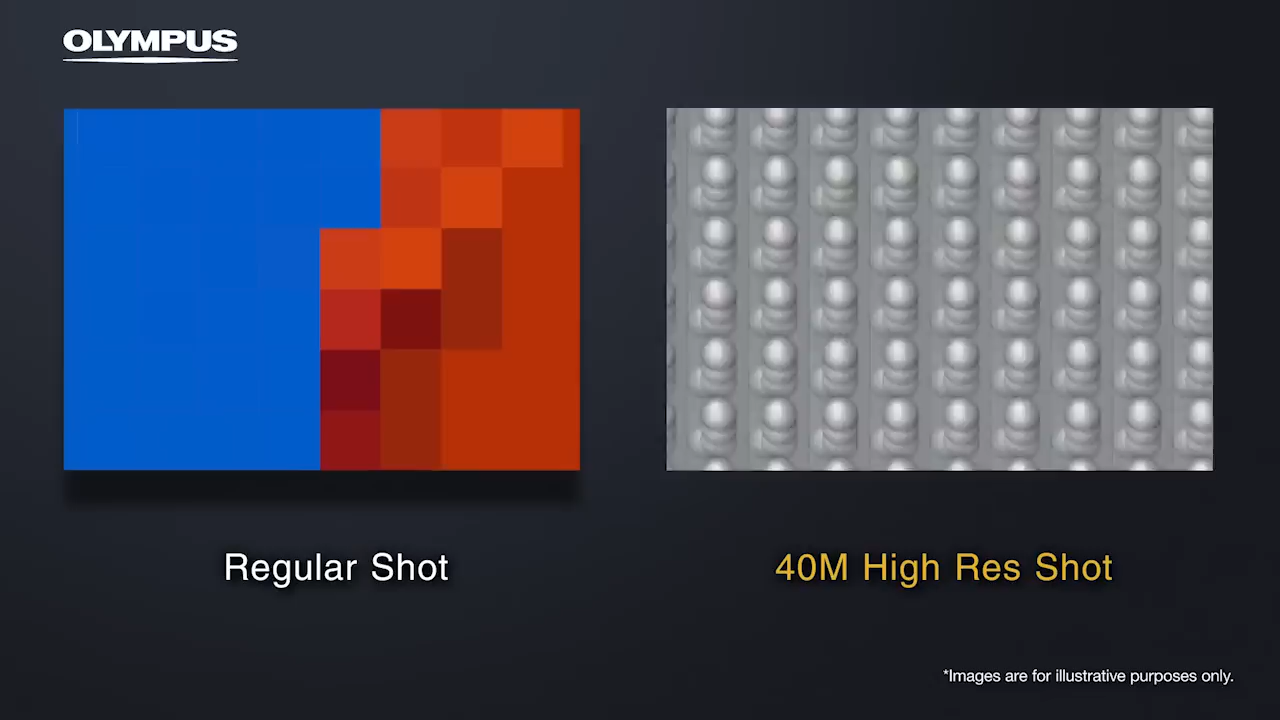 OLYMPUS
Regular Shot
40M High Res Shot
*Images are for illustrative purposes only.